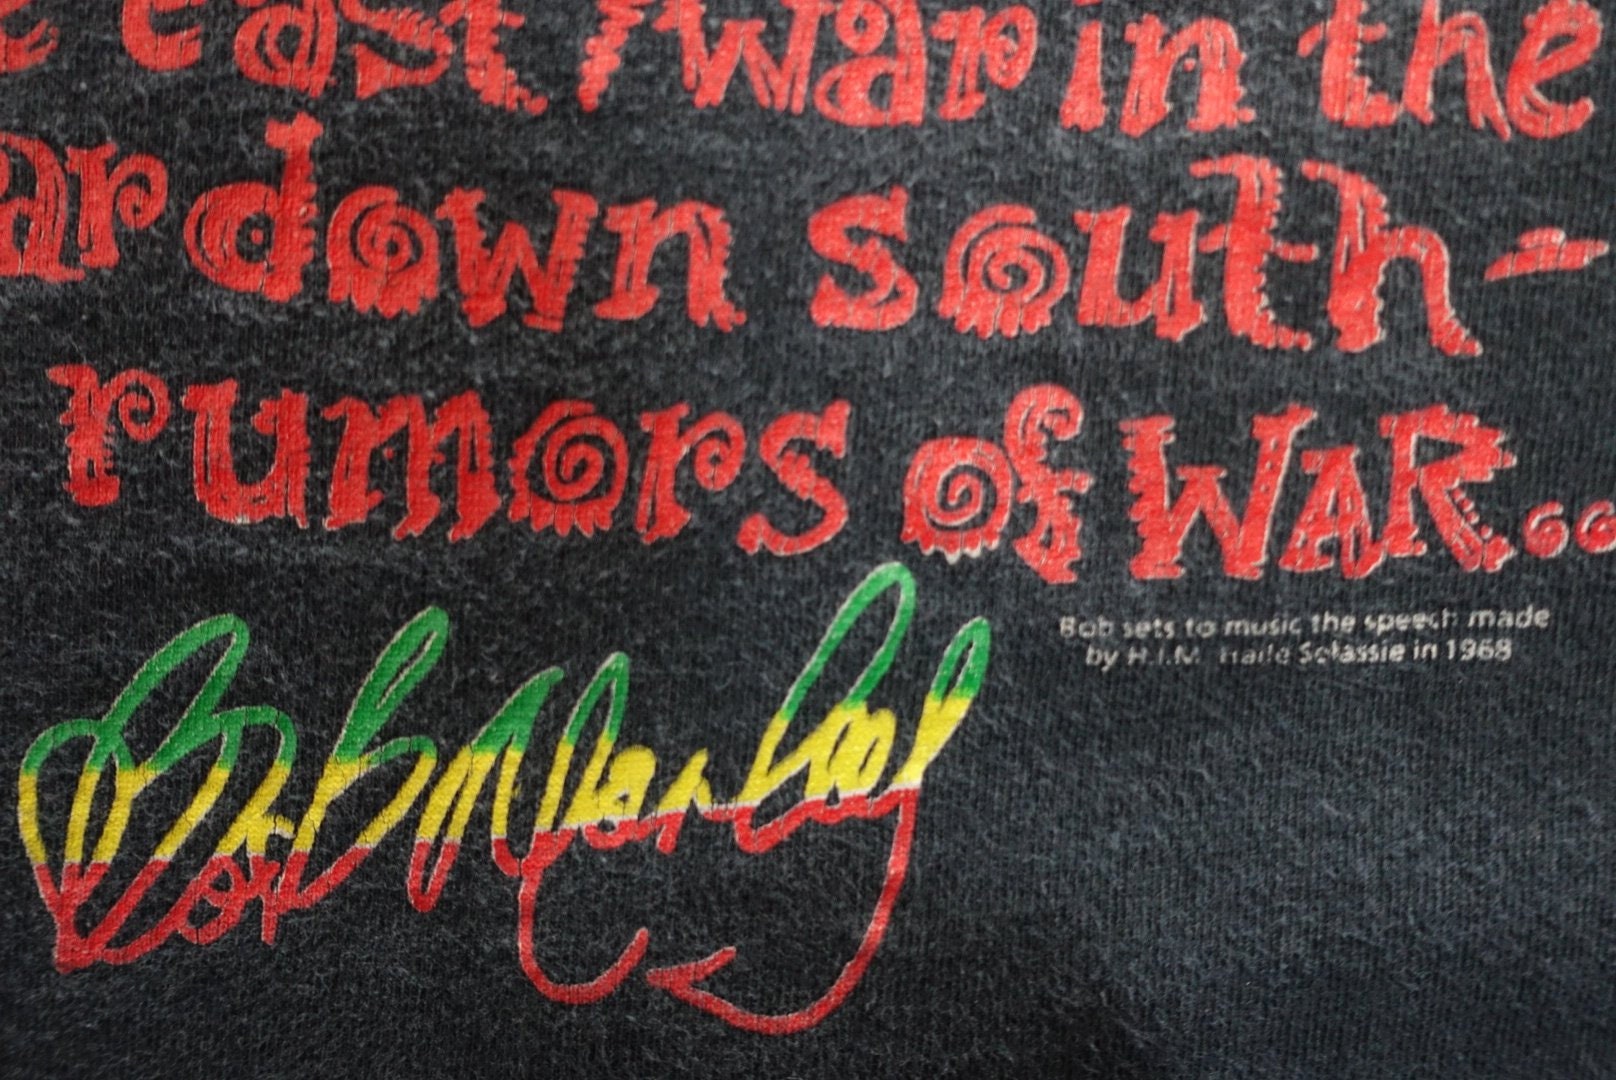 e east / war in the
ar down south -
rumors of WAR..
Bob sets to music the speech made
by H.I.M. Haile Selassie in 1968
Bob Marley